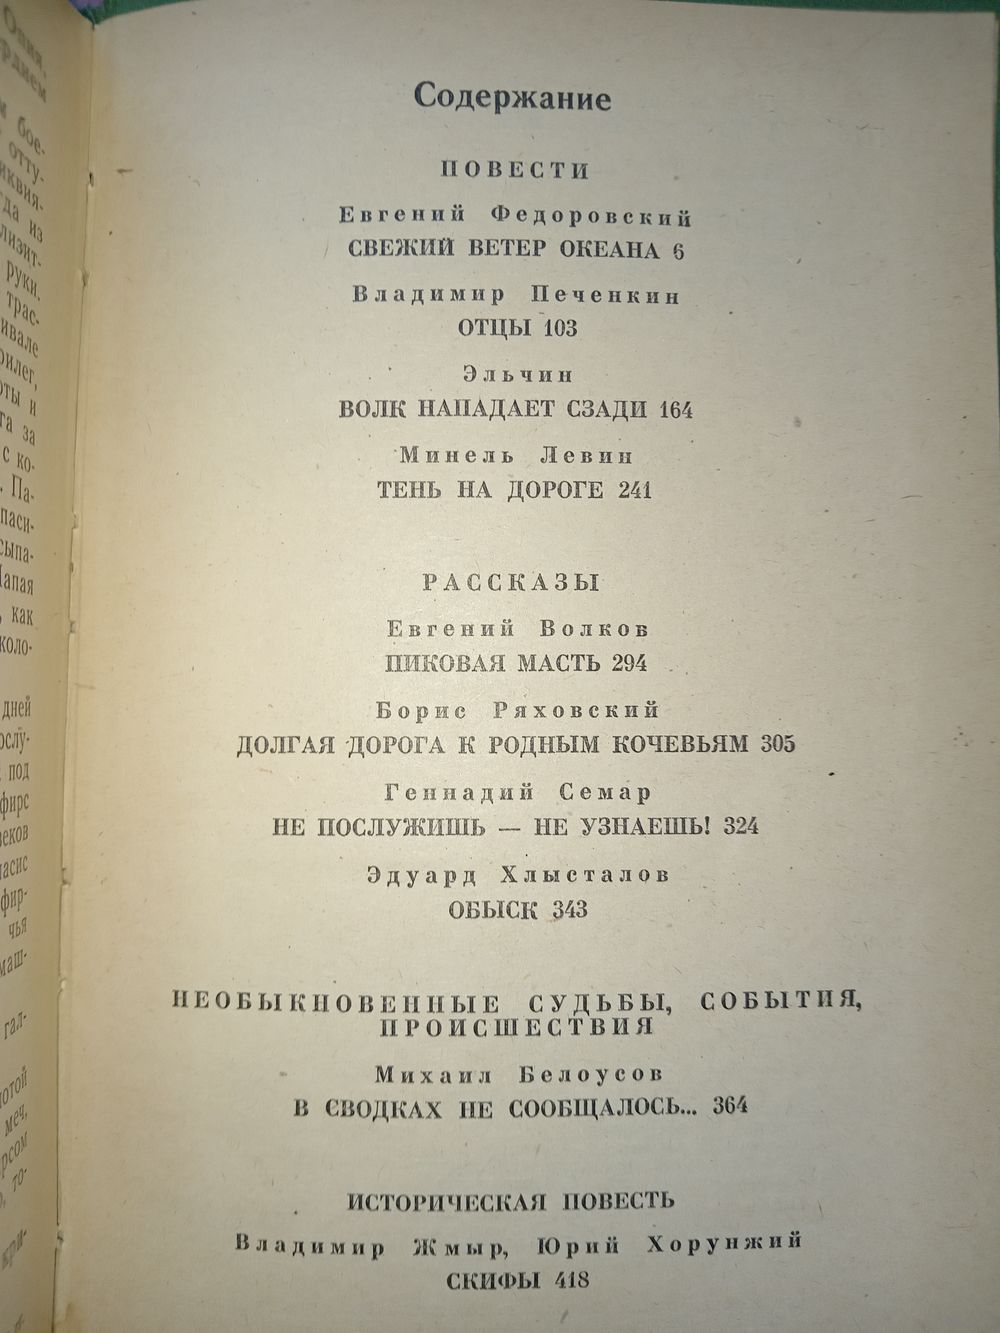 Содержание
ПОВЕСТИ
Евгений Федоровский
СВЕЖИЙ ВЕТЕР ОКЕАНА 6
Владимир Печенкин
ОТЦЫ 103
Эльчин
ВОЛК НАПАДАЕТ СЗАДИ 164
Минель Левин
ТЕНЬ НА ДОРОГЕ 241
РАССКАЗЫ
Евгений Волков
ПИКОВАЯ МАСТЬ 294
Борис Ряховский
ДОЛГАЯ ДОРОГА К РОДНЫМ КОЧЕВЬЯМ 305
Геннадий Семар
НЕ ПОСЛУЖИШЬ — НЕ УЗНАЕШЬ! 324
Эдуард Хлысталов
ОБЫСК 343
НЕОБЫКНОВЕННЫЕ СУДЬБЫ, СОБЫТИЯ,
ПРОИСШЕСТВИЯ
Михаил Белоусов
В СВОДКАХ НЕ СООБЩАЛОСЬ... 364
ИСТОРИЧЕСКАЯ ПОВЕСТЬ
Владимир Жмыр, Юрий Хорунжий
СКИФЫ 418